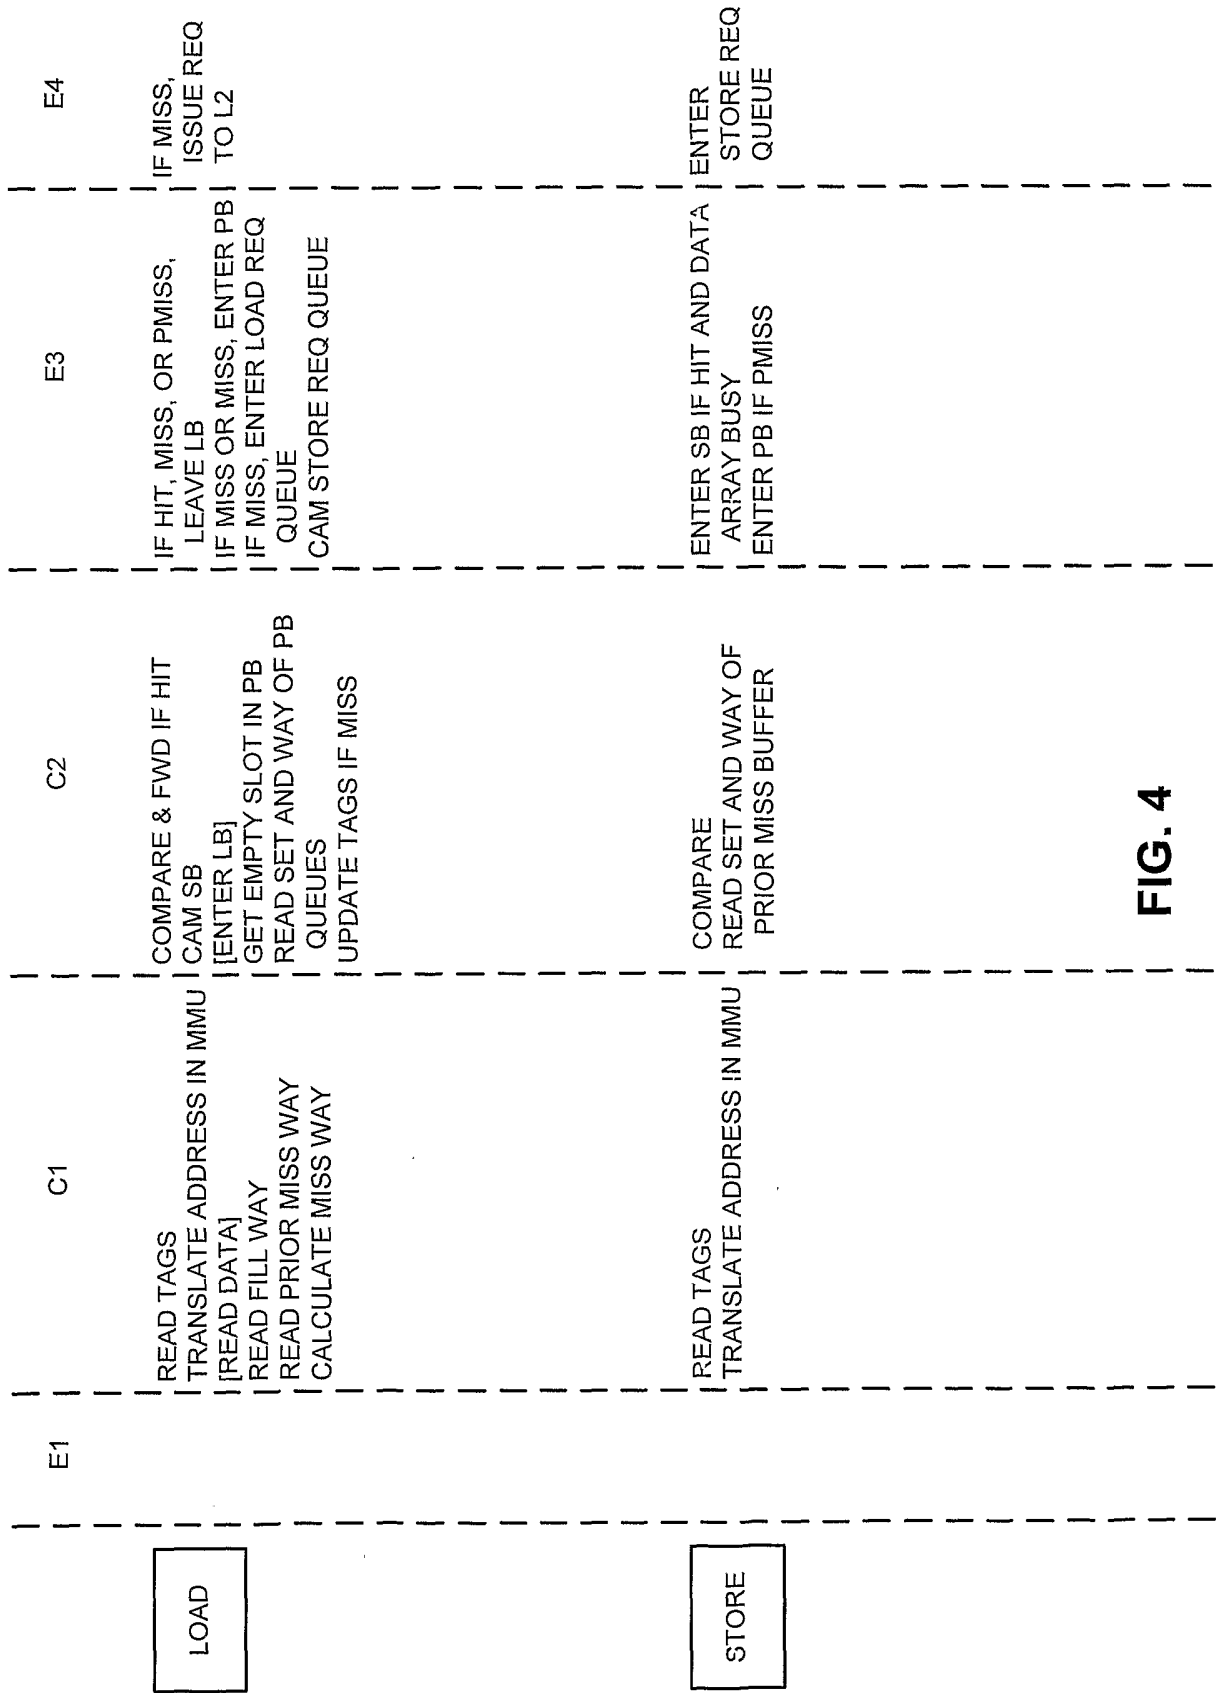 E1
C1
C2
E3
E4
LOAD
READ TAGS
TRANSLATE ADDRESS IN MMU
[READ DATA]
READ FILL WAY
READ PRIOR MISS WAY
CALCULATE MISS WAY
COMPARE & FWD IF HIT
CAM SB
[ENTER LB]
GET EMPTY SLOT IN PB
READ SET AND WAY OF PB
QUEUES
UPDATE TAGS IF MISS
IF HIT, MISS, OR PMISS,
LEAVE LB
IF MISS OR MISS, ENTER PB
IF MISS, ENTER LOAD REQ
QUEUE
CAM STORE REQ QUEUE
IF MISS,
ISSUE REQ
TO L2
STORE
READ TAGS
TRANSLATE ADDRESS IN MMU
COMPARE
READ SET AND WAY OF
PRIOR MISS BUFFER
ENTER SB IF HIT AND DATA
ARRAY BUSY
ENTER PB IF PMISS
ENTER
STORE REQ
QUEUE
FIG. 4